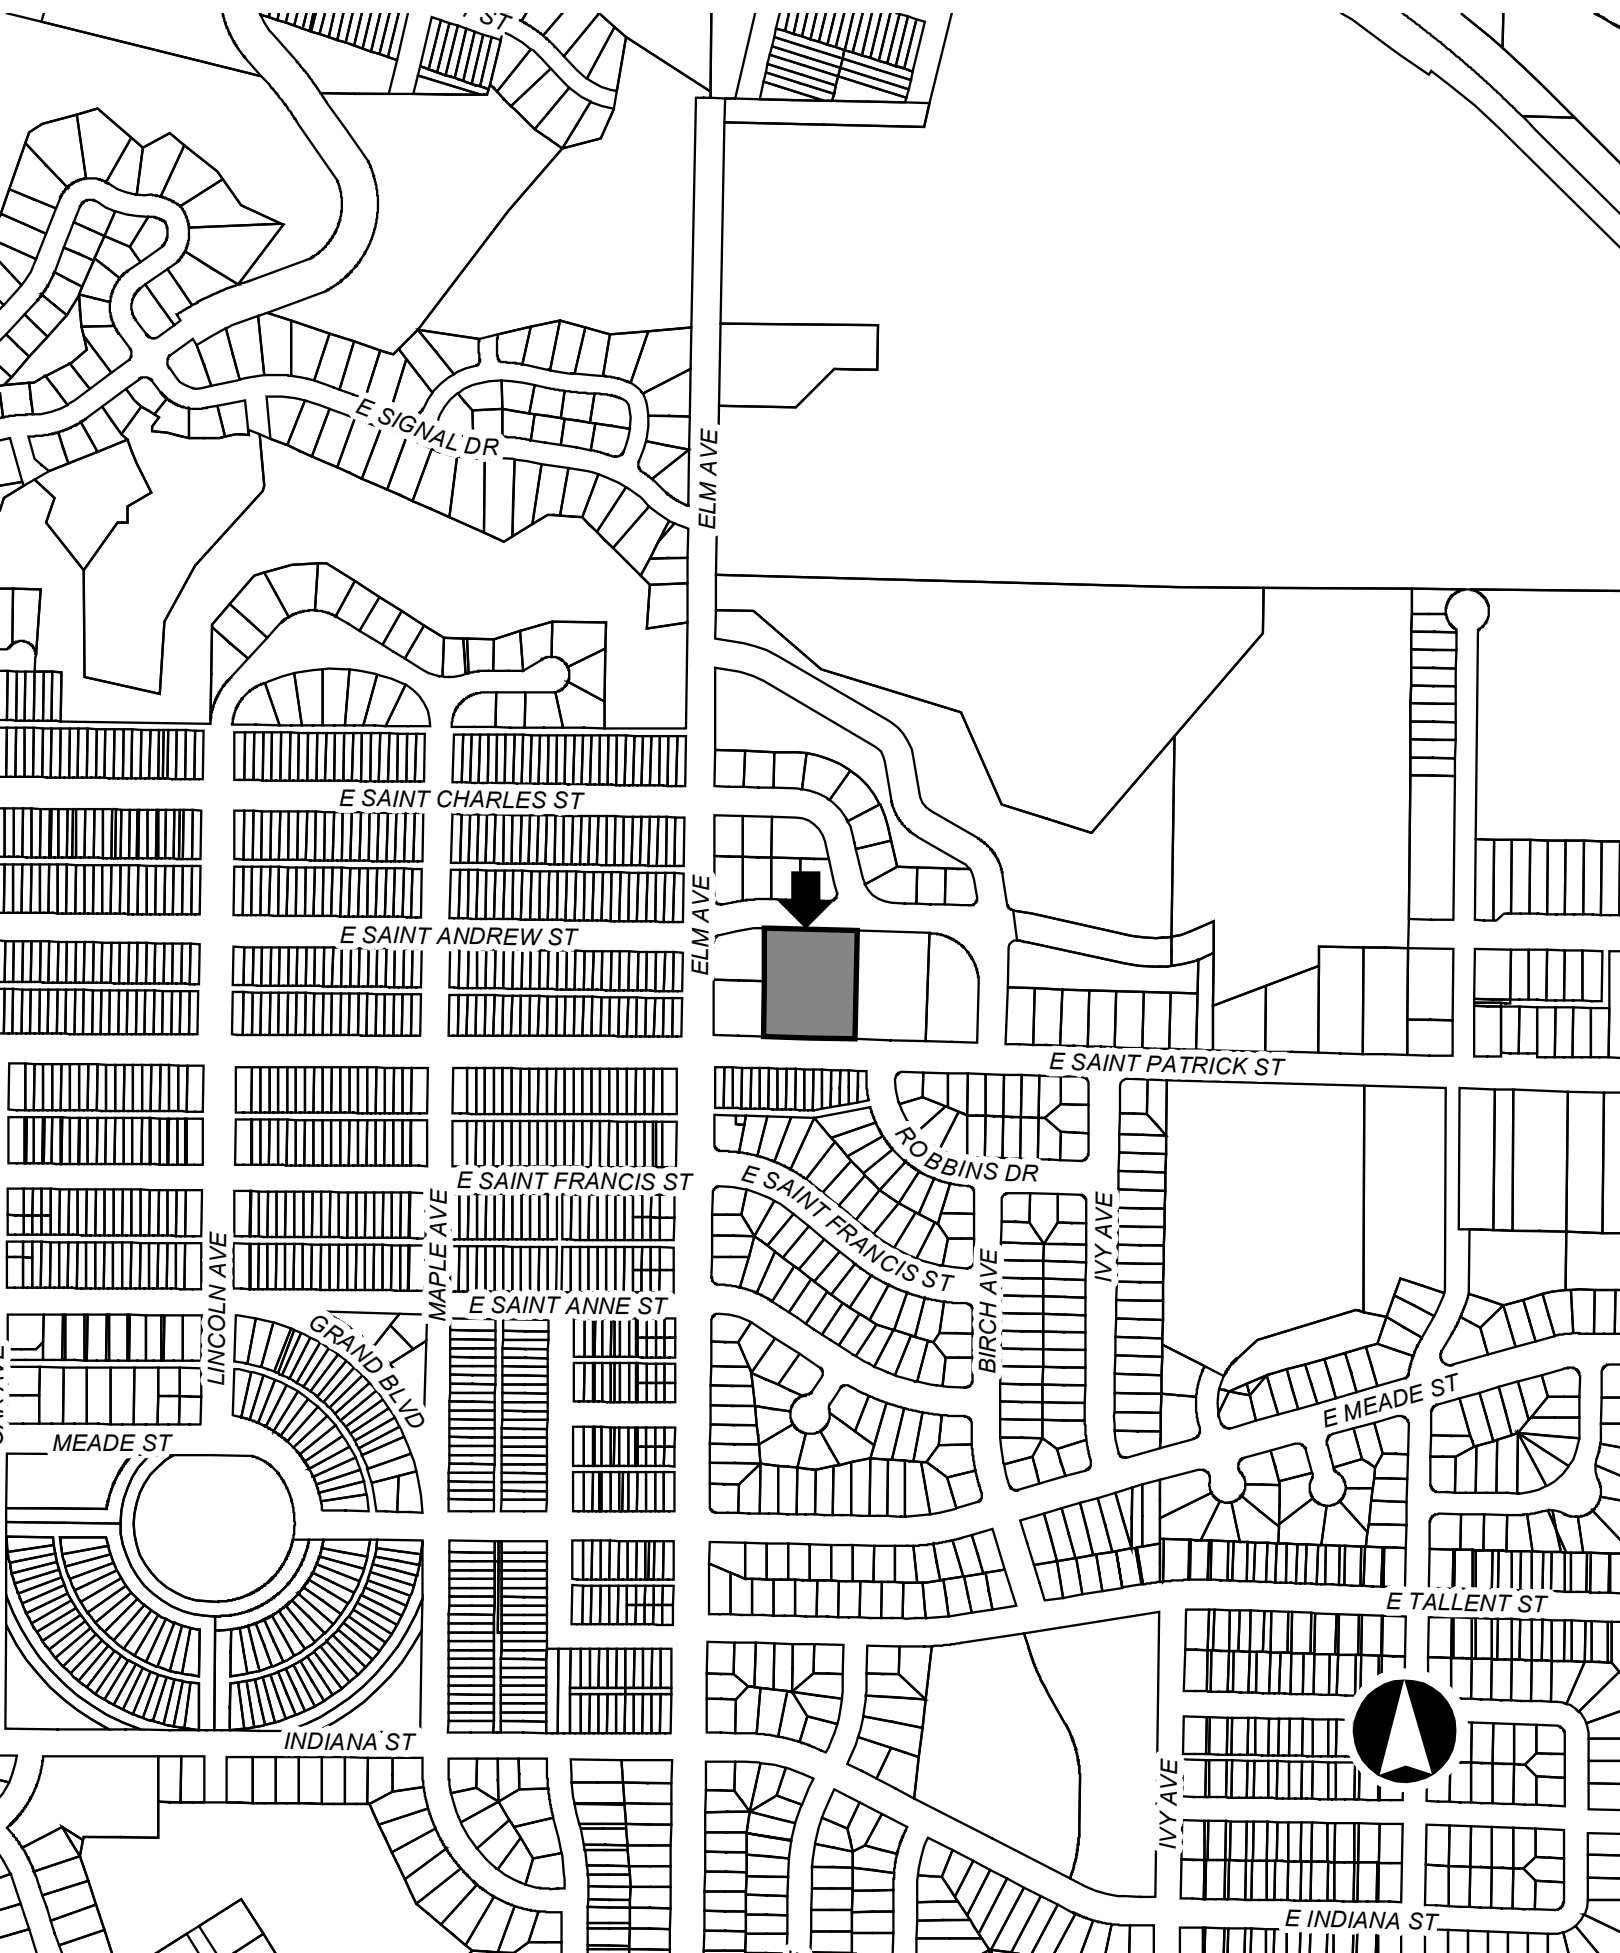 ST
E SIGNAL DR
ELM AVE
E SAINT CHARLES ST
ELM AVE
E SAINT ANDREW ST
E SAINT PATRICK ST
ROBBINS DR
E SAINT FRANCIS ST
E SAINT FRANCIS ST
MAPLE AVE
IVY AVE
LINCOLN AVE
BIRCH AVE
E SAINT ANNE ST
GRAND BLVD
E MEADE ST
MEADE ST
E TALLENT ST
INDIANA ST
IVY AVE
E INDIANA ST